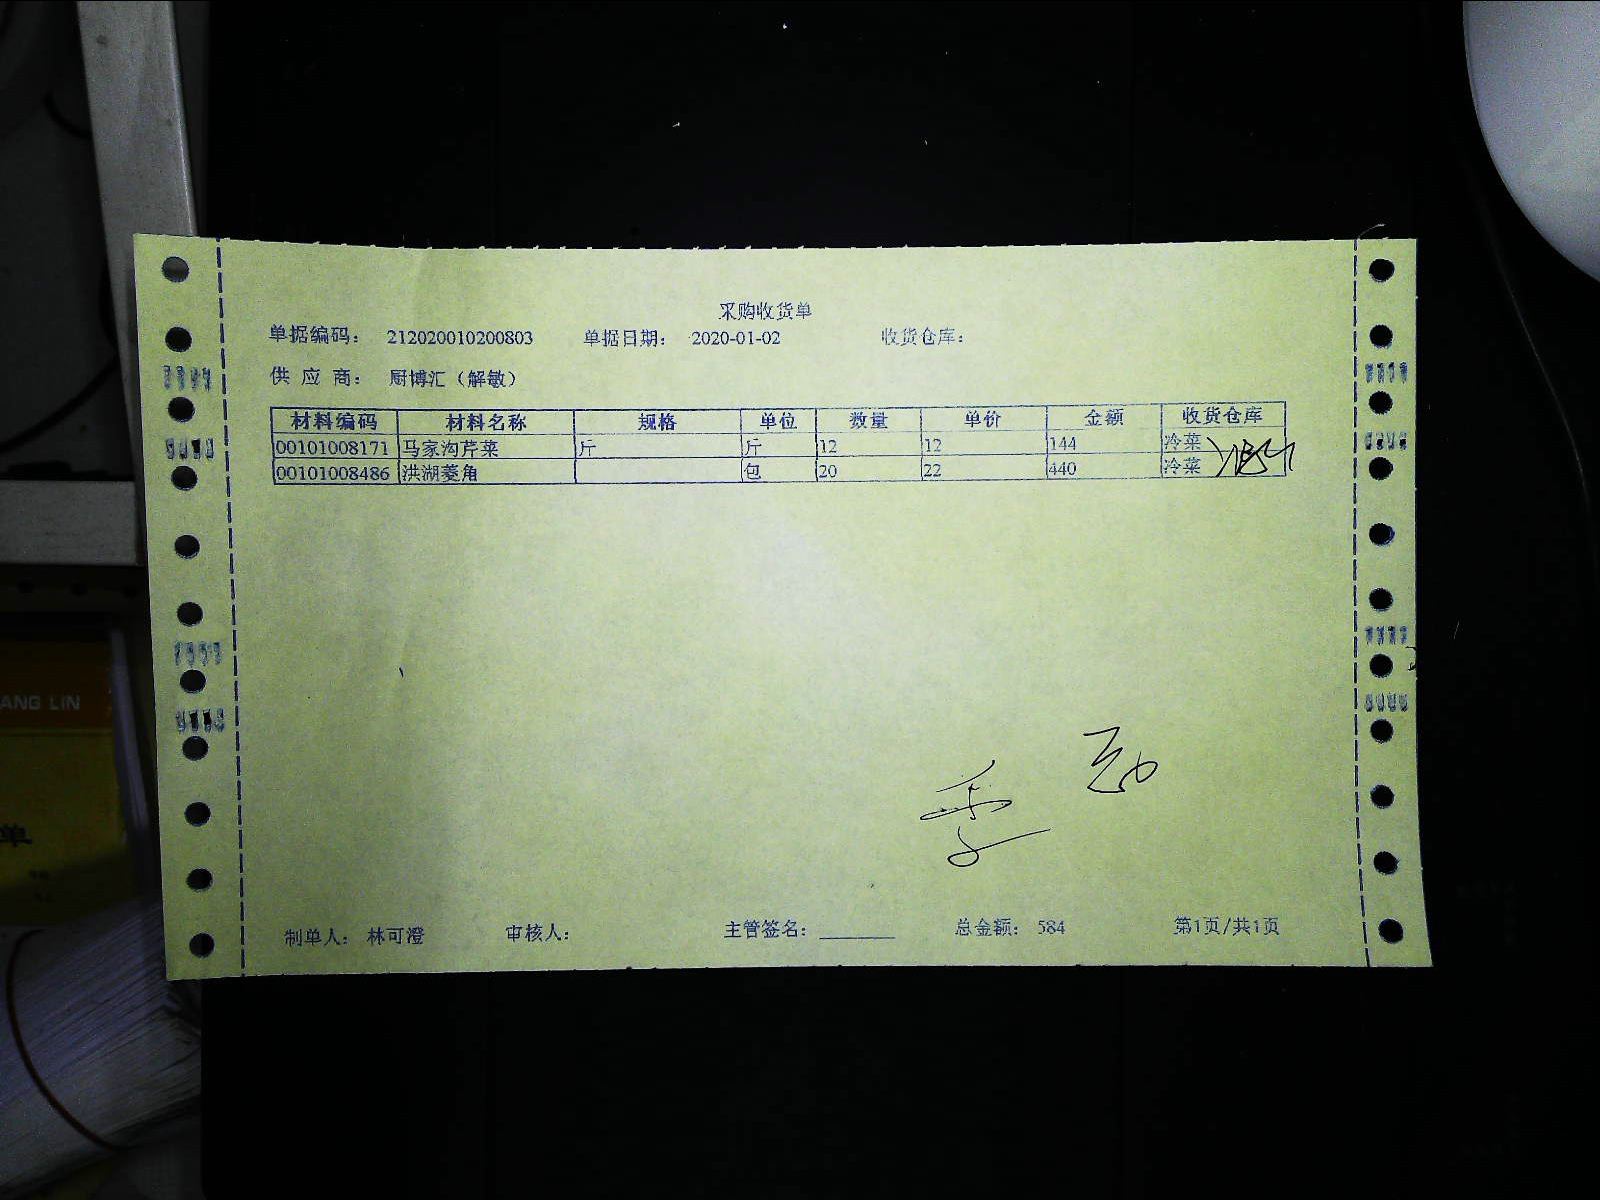 采购收货单
单据编码： 212020010200803 单据日期： 2020-01-02 收货仓库：
供 应 商： 厨博汇（解敏）
材料编码 材料名称 规格 单位 数量 单价 金额 收货仓库
00101008171 马家沟芹菜 斤 斤 12 12 144 冷菜
00101008486 洪湖菱角 包 20 22 440 冷菜
ANG LIN
季
单
制单人： 林可澄 审核人： 主管签名： 总金额： 584 第1页/共1页